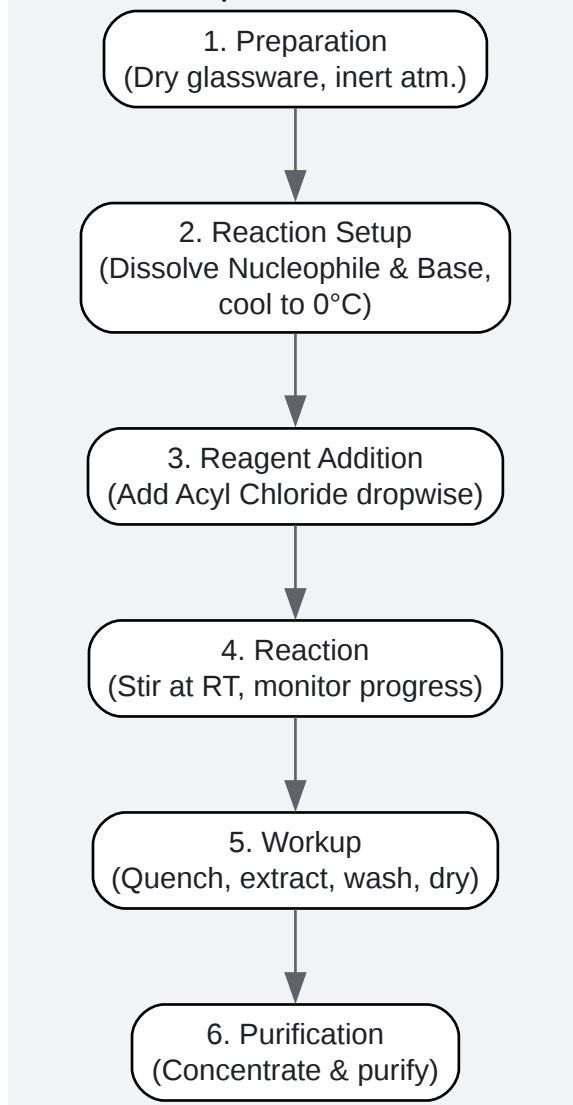 1. Preparation
(Dry glassware, inert atm.)
2. Reaction Setup
(Dissolve Nucleophile & Base,
cool to 0°C)
3. Reagent Addition
(Add Acyl Chloride dropwise)
4. Reaction
(Stir at RT, monitor progress)
5. Workup
(Quench, extract, wash, dry)
6. Purification
(Concentrate & purify)